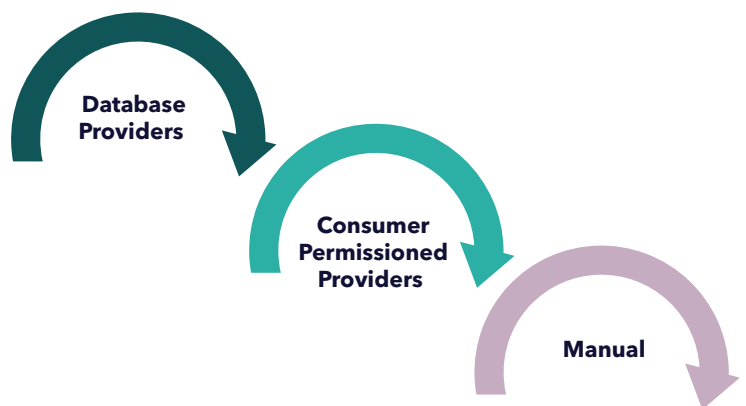 Database
Providers
Consumer
Permissioned
Providers
Manual